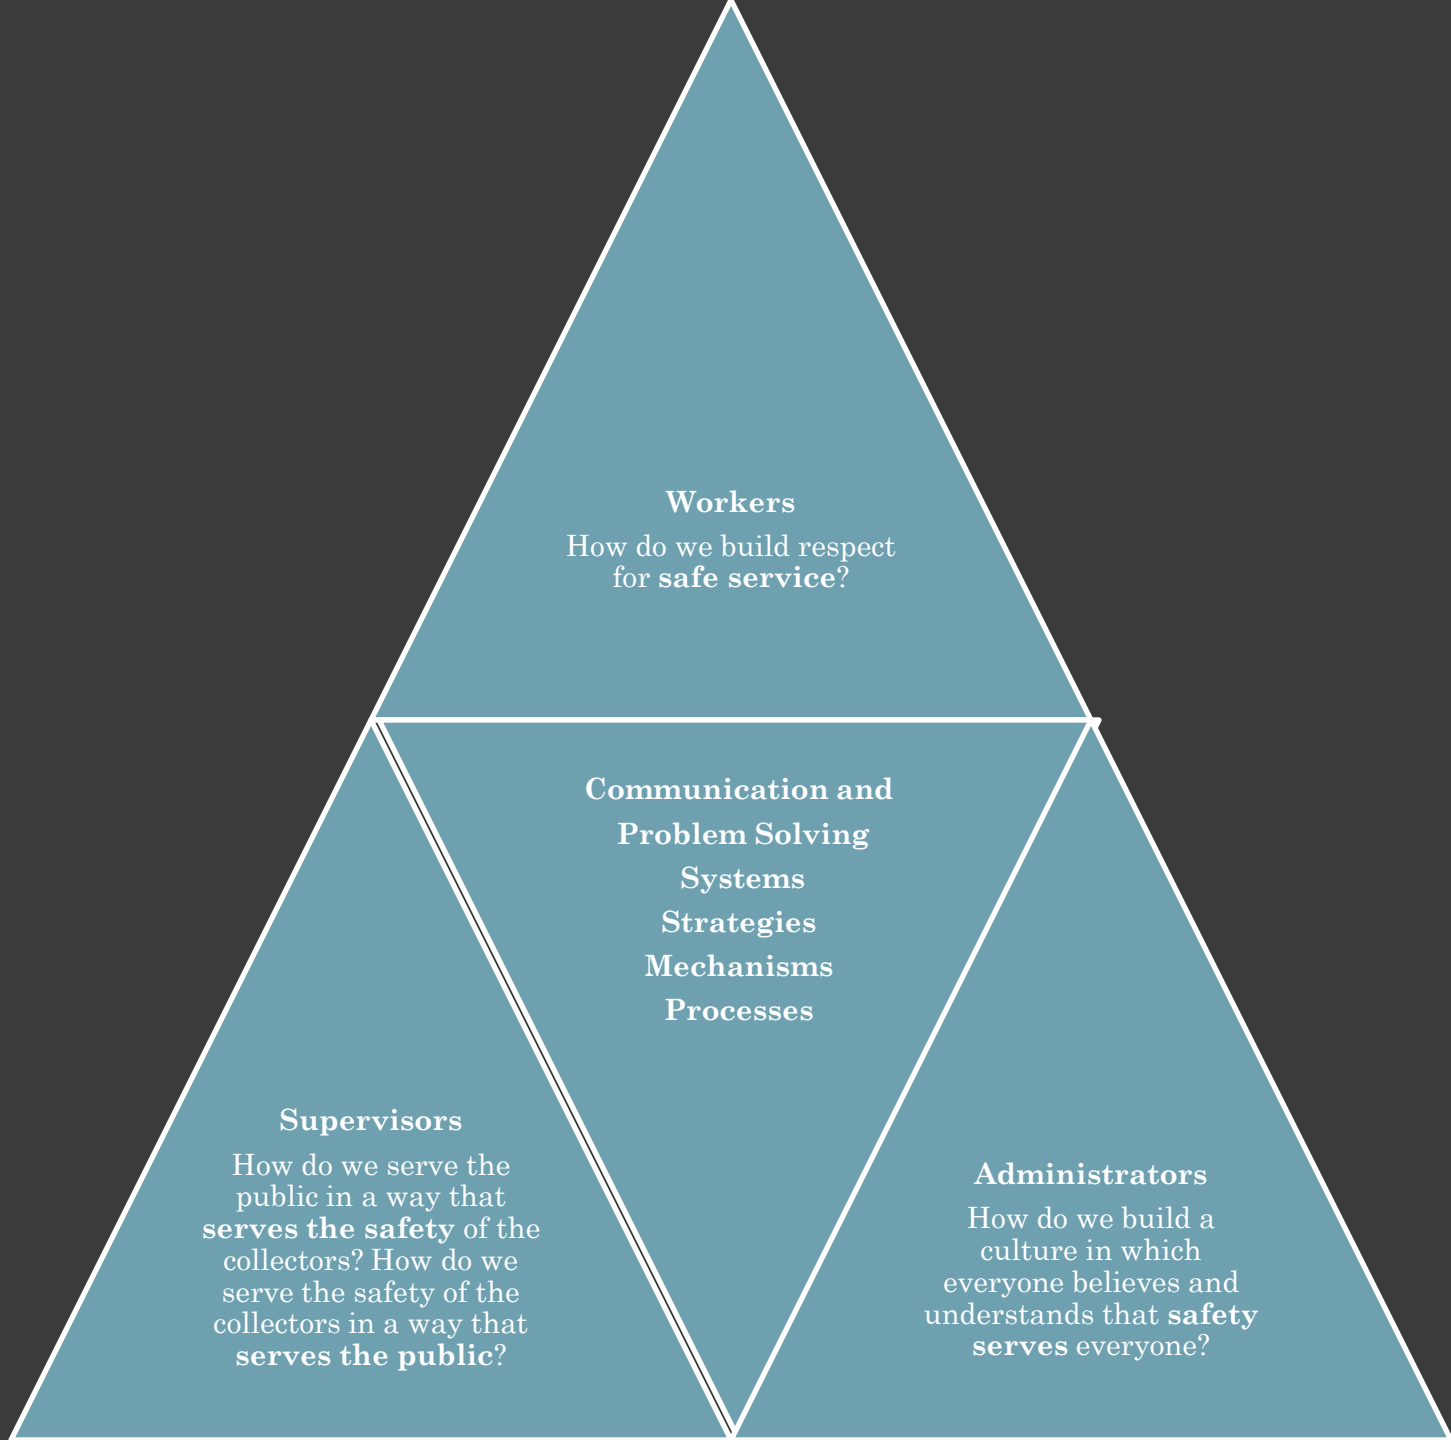 Workers
How do we build respect
for safe service?
Communication and
Problem Solving
Systems
Strategies
Mechanisms
Processes
Supervisors
How do we serve the
public in a way that
serves the safety of the
collectors? How do we
serve the safety of the
collectors in a way that
serves the public?
Administrators
How do we build a
culture in which
everyone believes and
understands that safety
serves everyone?